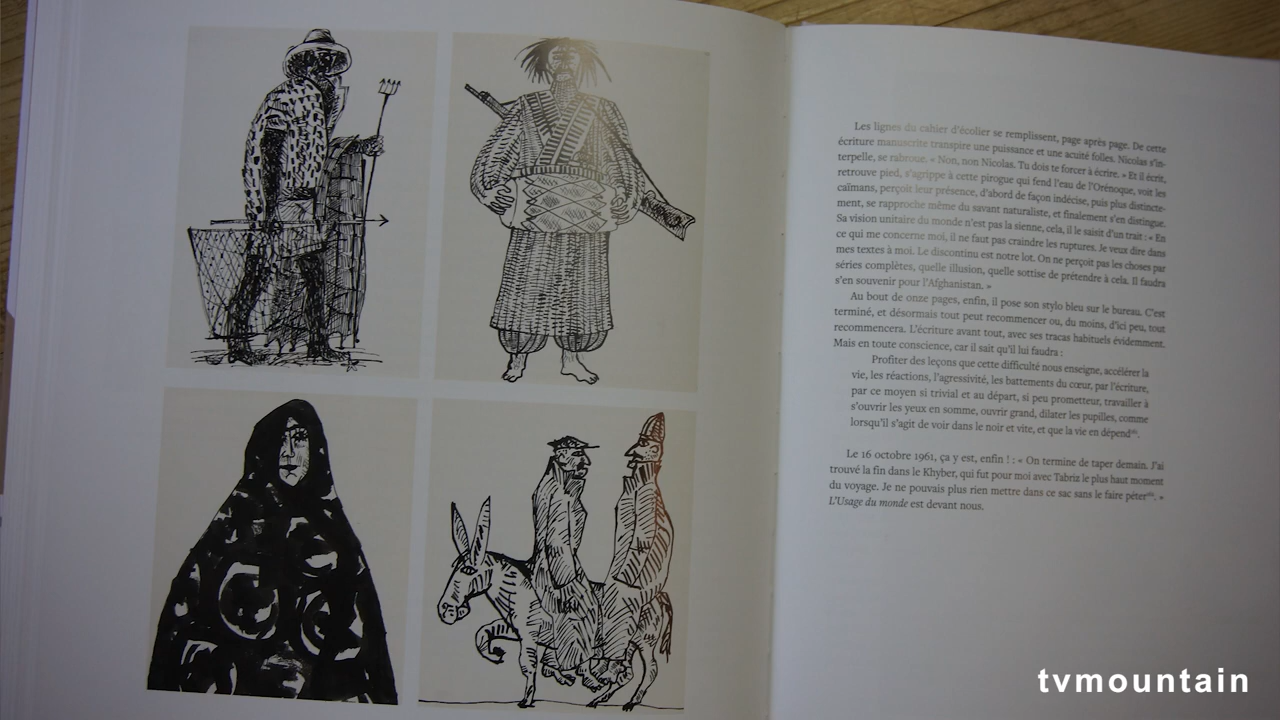 Les lignes du cahier d'écolier se remplissent, page après page. De cette
écriture manuscrite transpire une puissance et une acuité folles. Nicolas s'in-
terpelle, se rabroue. « Non, non Nicolas. Tu dois te forcer à écrire. » Et il écrit,
retrouve pied, s'agrippe à cette pirogue qui fend l'eau de l'Orénoque, voit les
caïmans, perçoit leur présence, d'abord de façon indécise, puis plus distincte-
ment, se rapproche même du savant naturaliste, et finalement s'en distingue.
Sa vision unitaire du monde n'est pas la sienne, cela, il le saisit d'un trait : « En
ce qui me concerne moi, il ne faut pas craindre les ruptures. Je veux dire dans
mes textes à moi. Le discontinu est notre lot. On ne perçoit pas les choses par
séries complètes, quelle illusion, quelle sottise de prétendre à cela. Il faudra
s'en souvenir pour l'Afghanistan. »
Au bout de onze pages, enfin, il pose son stylo bleu sur le bureau. C'est
terminé, et désormais tout peut recommencer ou, du moins, d'ici peu, tout
recommencera. L'écriture avant tout, avec ses tracas habituels évidemment.
Mais en toute conscience, car il sait qu'il lui faudra :
Profiter des leçons que cette difficulté nous enseigne, accélérer la
vie, les réactions, l'agressivité, les battements du cœur, par l'écriture,
par ce moyen si trivial et au départ, si peu prometteur, travailler à
s'ouvrir les yeux en somme, ouvrir grand, dilater les pupilles, comme
lorsqu'il s'agit de voir dans le noir et vite, et que la vie en dépend.
Le 16 octobre 1961, ça y est, enfin ! : « On termine de taper demain. J'ai
trouvé la fin dans le Khyber, qui fut pour moi avec Tabriz le plus haut moment
du voyage. Je ne pouvais plus rien mettre dans ce sac sans le faire péter. »
L'Usage du monde est devant nous.
tvmountain